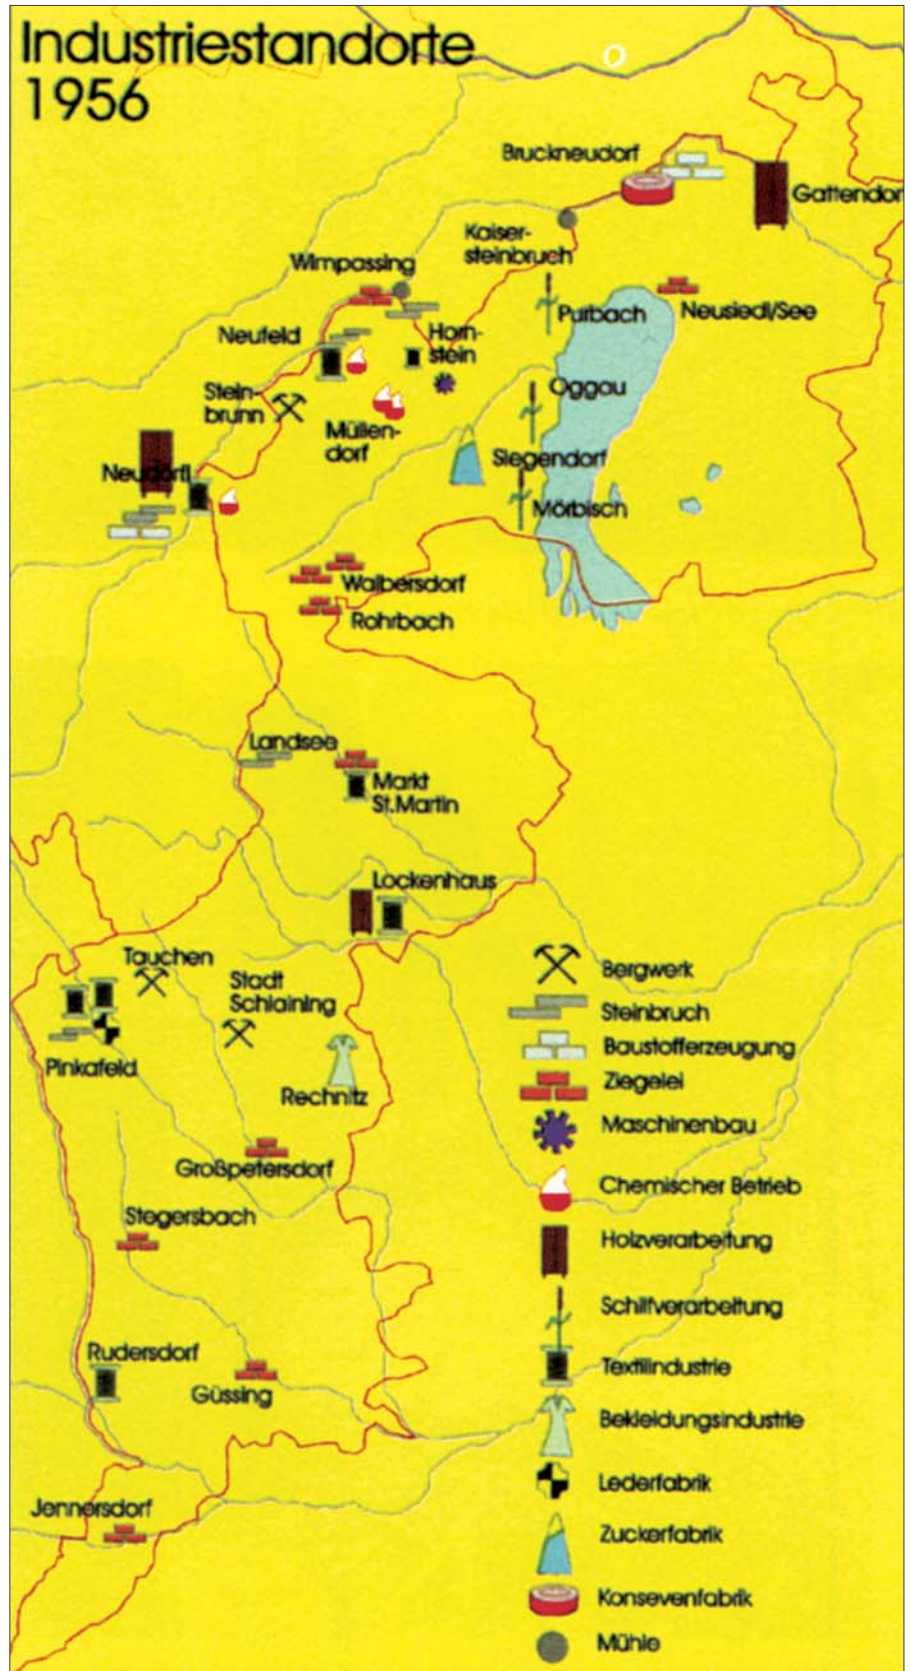 Industriestandorte
1956
Bruckneudorf
Gattendor
Kaiser-
steinbruch
Wimpassing
Purbach
Neusiedl/See
Neufeld
Horn-
stein
Oggau
Stein-
brunn
Müllen-
dorf
Siegendorf
Neudörfl
Mörbisch
Walbersdorf
Rohrbach
Landsee
Markt
St.Martin
Lockenhaus
Tauchen
Stadt
Schlaining
Pinkafeld
Rechnitz
Großpetersdorf
Stegersbach
Rudersdorf
Güssing
Jennersdorf
Bergwerk
Steinbruch
Baustofferzeugung
Ziegelei
Maschinenbau
Chemischer Betrieb
Holzverarbeitung
Schilfverarbeitung
Textilindustrie
Bekleidungsindustrie
Lederfabrik
Zuckerfabrik
Konsevenfabrik
Mühle